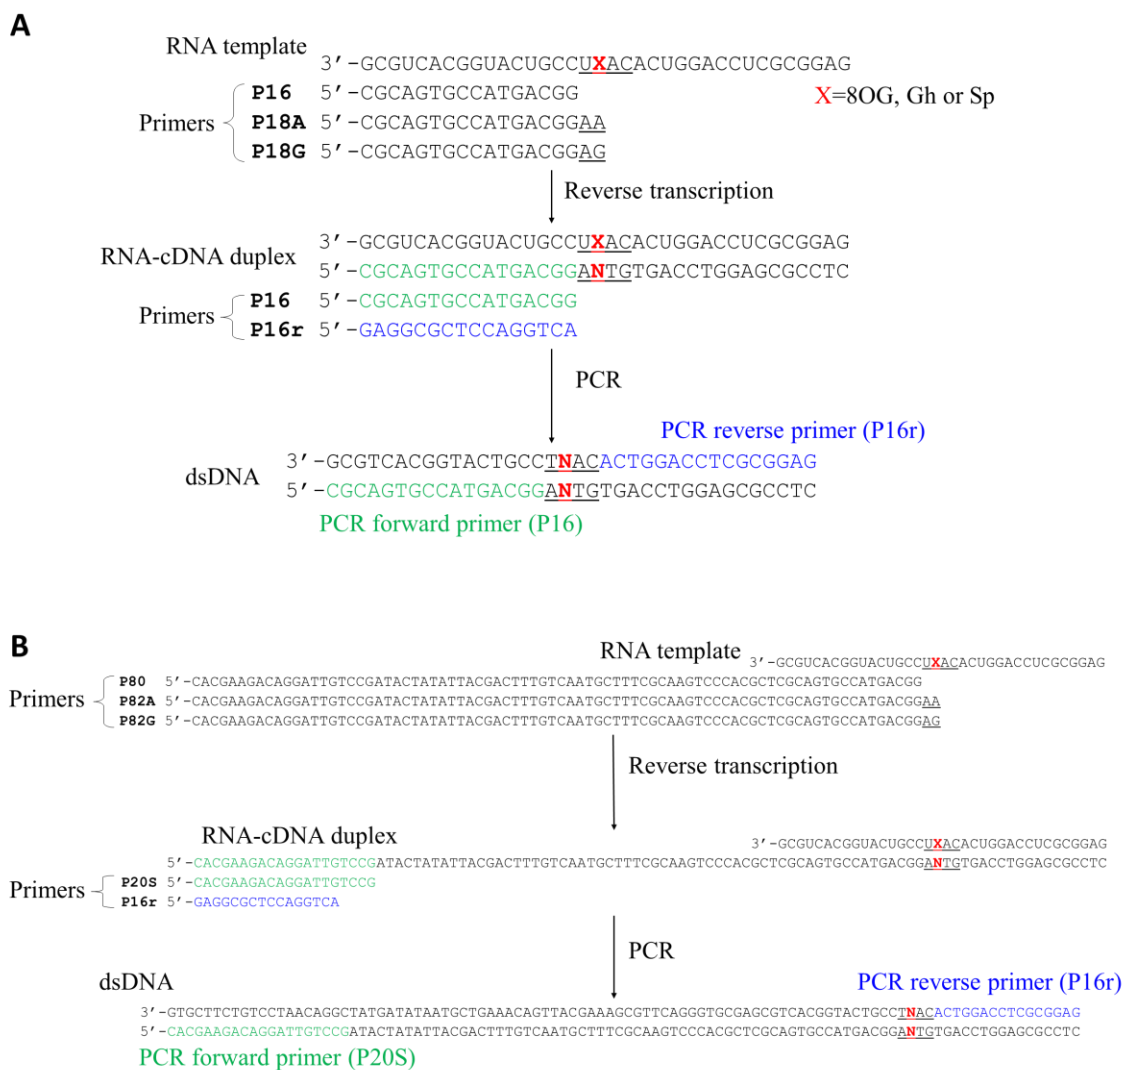 A
RNA template
3′-GCGUCACGGUACUGCCUXACACUGGACCUCGCGGAG
X=8OG, Gh or Sp
Primers
P16 5′-CGCAGTGCCATGACGG
P18A 5′-CGCAGTGCCATGACGGAA
P18G 5′-CGCAGTGCCATGACGGAG
Reverse transcription
RNA-cDNA duplex
3′-GCGUCACGGUACUGCCUXACACUGGACCUCGCGGAG
5′-CGCAGTGCCATGACGGANTGTGACCTGGAGCGCCTC
Primers
P16 5′-CGCAGTGCCATGACGG
P16r 5′-GAGGCGCTCCAGGTCA
PCR
PCR reverse primer (P16r)
dsDNA
3′-GCGTCACGGTACTGCCTNACACTGGACCTCGCGGAG
5′-CGCAGTGCCATGACGGANTGTGACCTGGAGCGCCTC
PCR forward primer (P16)
B
RNA template
3′-GCGUCACGGUACUGCCUXACACUGGACCUCGCGGAG
Primers
P80 5′-CACGAAGACAGGATTGTCCGATACTATATTACGACTTTGTCAATGCTTTCGCAAGTCCCACGCTCGCAGTGCCATGACGG
P82A 5′-CACGAAGACAGGATTGTCCGATACTATATTACGACTTTGTCAATGCTTTCGCAAGTCCCACGCTCGCAGTGCCATGACGGAA
P82G 5′-CACGAAGACAGGATTGTCCGATACTATATTACGACTTTGTCAATGCTTTCGCAAGTCCCACGCTCGCAGTGCCATGACGGAG
Reverse transcription
RNA-cDNA duplex
3′-GCGUCACGGUACUGCCUXACACUGGACCUCGCGGAG
5′-CACGAAGACAGGATTGTCCGATACTATATTACGACTTTGTCAATGCTTTCGCAAGTCCCACGCTCGCAGTGCCATGACGGANTGTGACCTGGAGCGCCTC
Primers
P20S 5′-CACGAAGACAGGATTGTCCG
P16r 5′-GAGGCGCTCCAGGTCA
PCR
dsDNA
PCR reverse primer (P16r)
3′-GTGCTTCTGTCCTAACAGGCTATGATATAATGCTGAAACAGTTACGAAAGCGTTCAGGGTGCGAGCGTCACGGTACTGCCTNACACTGGACCTCGCGGAG
5′-CACGAAGACAGGATTGTCCGATACTATATTACGACTTTGTCAATGCTTTCGCAAGTCCCACGCTCGCAGTGCCATGACGGANTGTGACCTGGAGCGCCTC
PCR forward primer (P20S)